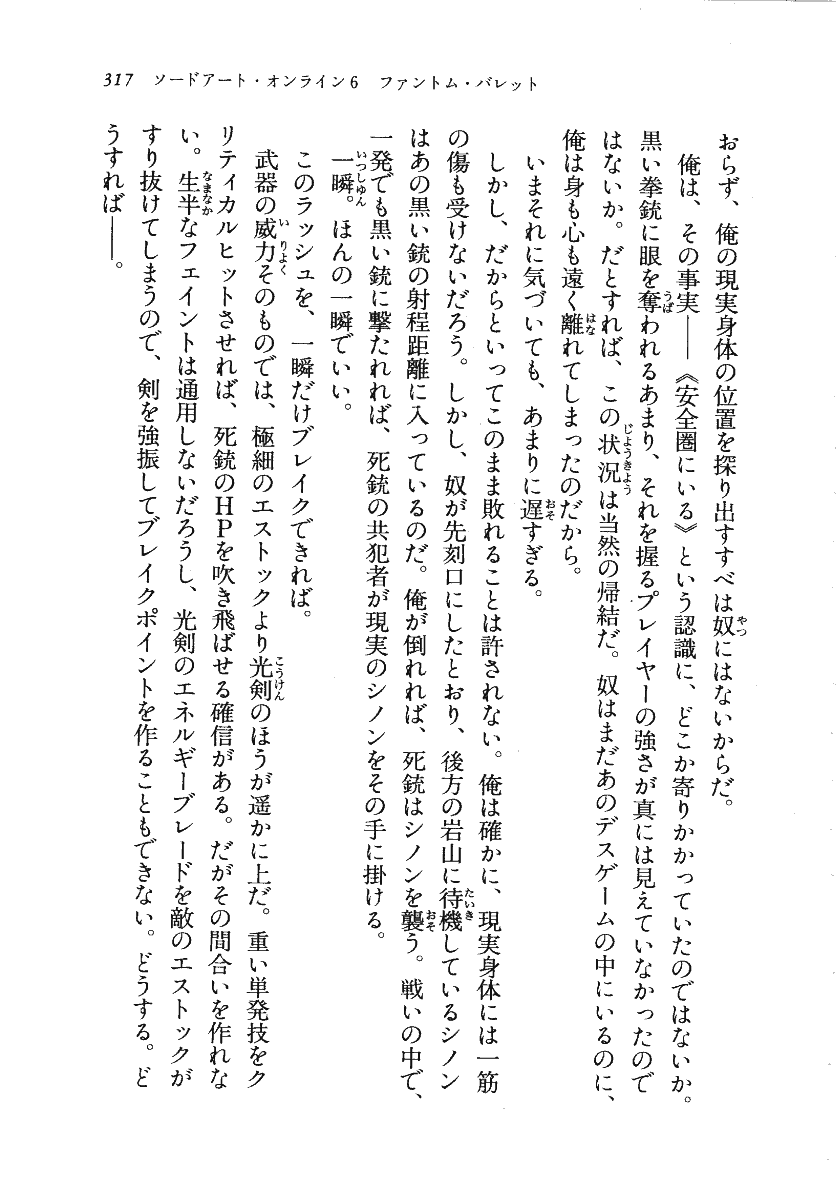 317 ソードアート・オンライン6 ファントム・バレット
おらず、俺の現実身体の位置を探り出すすべは奴にはないからだ。
俺は、その事実――《安全圏にいる》という認識に、どこか寄りかかっていたのではないか。
黒い拳銃に眼を奪われるあまり、それを握るプレイヤーの強さが真には見えていなかったので
はないか。だとすれば、この状況は当然の帰結だ。奴はまだあのデスゲームの中にいるのに、
俺は身も心も遠く離れてしまったのだから。
いまそれに気づいても、あまりに遅すぎる。
しかし、だからといってこのまま敗れることは許されない。俺は確かに、現実身体には一筋
の傷も受けないだろう。しかし、奴が先刻口にしたとおり、後方の岩山に待機しているシノン
はあの黒い銃の射程距離に入っているのだ。俺が倒れれば、死銃はシノンを襲う。戦いの中で、
一発でも黒い銃に撃たれれば、死銃の共犯者が現実のシノンをその手に掛ける。
一瞬。ほんの一瞬でいい。
このラッシュを、一瞬だけブレイクできれば。
武器の威力そのものでは、極細のエストックより光剣のほうが遥かに上だ。重い単発技をク
リティカルヒットさせれば、死銃のHPを吹き飛ばせる確信がある。だがその間合いを作れな
い。生半なフェイントは通用しないだろうし、光剣のエネルギーブレードを敵のエストックが
すり抜けてしまうので、剣を強振してブレイクポイントを作ることもできない。どうする。ど
うすれば――。